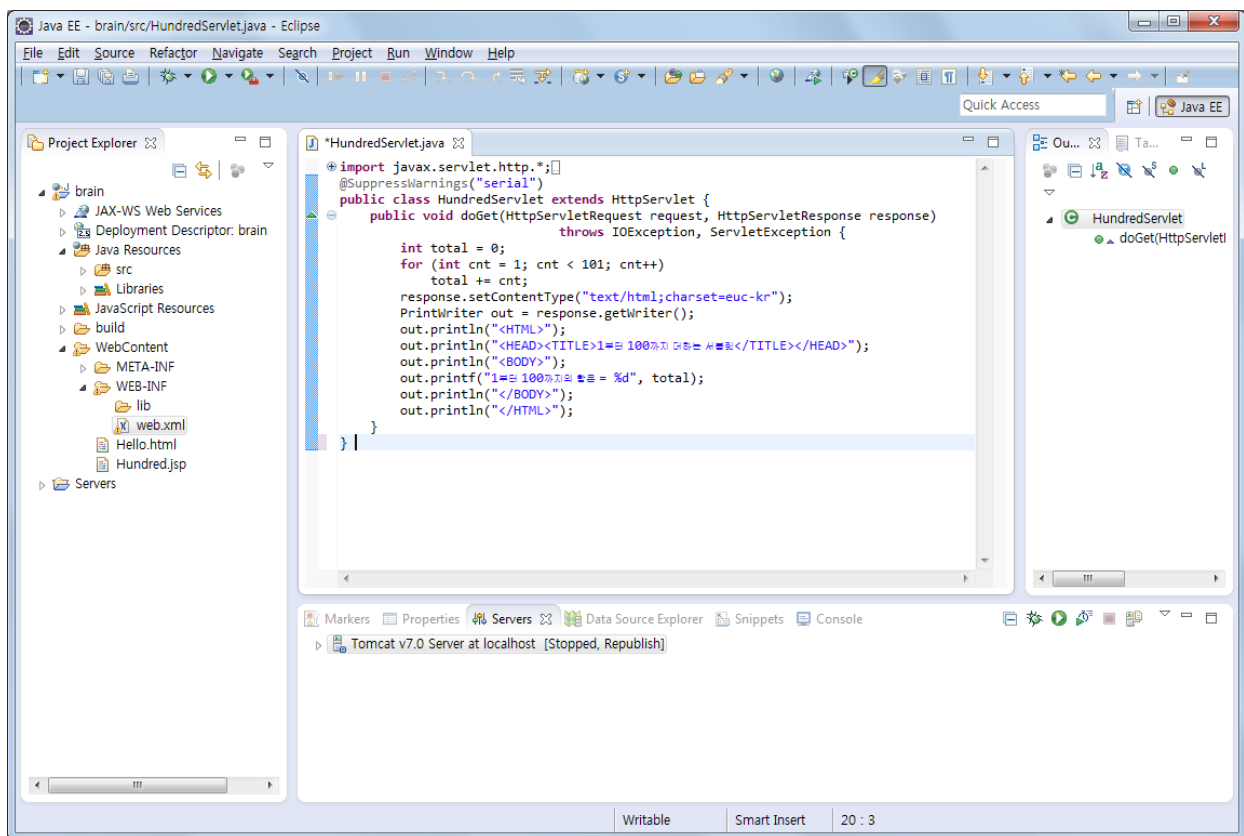 Java EE - brain/src/HundredServlet.java - Eclipse
File Edit Source Refactor Navigate Search Project Run Window Help
Quick Access
Java EE
Project Explorer
brain
JAX-WS Web Services
Deployment Descriptor: brain
Java Resources
src
Libraries
JavaScript Resources
build
WebContent
META-INF
WEB-INF
lib
web.xml
Hello.html
Hundred.jsp
Servers
*HundredServlet.java
import javax.servlet.http.*;
@SuppressWarnings("serial")
public class HundredServlet extends HttpServlet {
public void doGet(HttpServletRequest request, HttpServletResponse response)
throws IOException, ServletException {
int total = 0;
for (int cnt = 1; cnt < 101; cnt++)
total += cnt;
response.setContentType("text/html;charset=euc-kr");
PrintWriter out = response.getWriter();
out.println("<HTML>");
out.println("<HEAD><TITLE>1부터 100까지 더하는 서블릿</TITLE></HEAD>");
out.println("<BODY>");
out.printf("1부터 100까지의 합은 = %d", total);
out.println("</BODY>");
out.println("</HTML>");
}
}
Ou... Ta...
HundredServlet
doGet(HttpServletI
Markers Properties Servers Data Source Explorer Snippets Console
Tomcat v7.0 Server at localhost [Stopped, Republish]
Writable Smart Insert 20 : 3